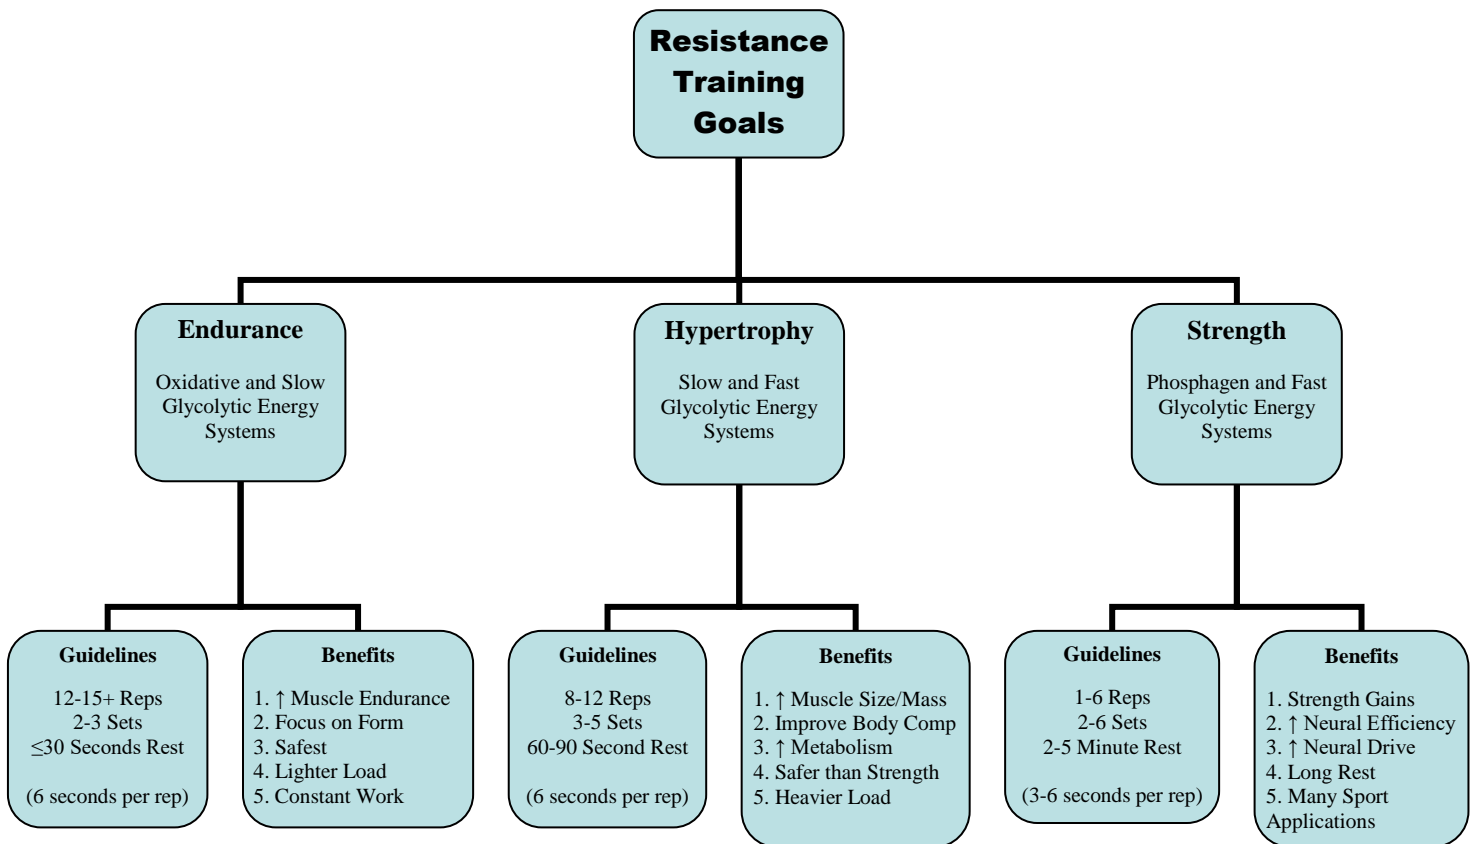 Resistance
Training
Goals
Endurance
Oxidative and Slow
Glycolytic Energy
Systems
Hypertrophy
Slow and Fast
Glycolytic Energy
Systems
Strength
Phosphagen and Fast
Glycolytic Energy
Systems
Guidelines
12-15+ Reps
2-3 Sets
≤30 Seconds Rest
(6 seconds per rep)
Benefits
1. ↑ Muscle Endurance
2. Focus on Form
3. Safest
4. Lighter Load
5. Constant Work
Guidelines
8-12 Reps
3-5 Sets
60-90 Second Rest
(6 seconds per rep)
Benefits
1. ↑ Muscle Size/Mass
2. Improve Body Comp
3. ↑ Metabolism
4. Safer than Strength
5. Heavier Load
Guidelines
1-6 Reps
2-6 Sets
2-5 Minute Rest
(3-6 seconds per rep)
Benefits
1. Strength Gains
2. ↑ Neural Efficiency
3. ↑ Neural Drive
4. Long Rest
5. Many Sport
Applications